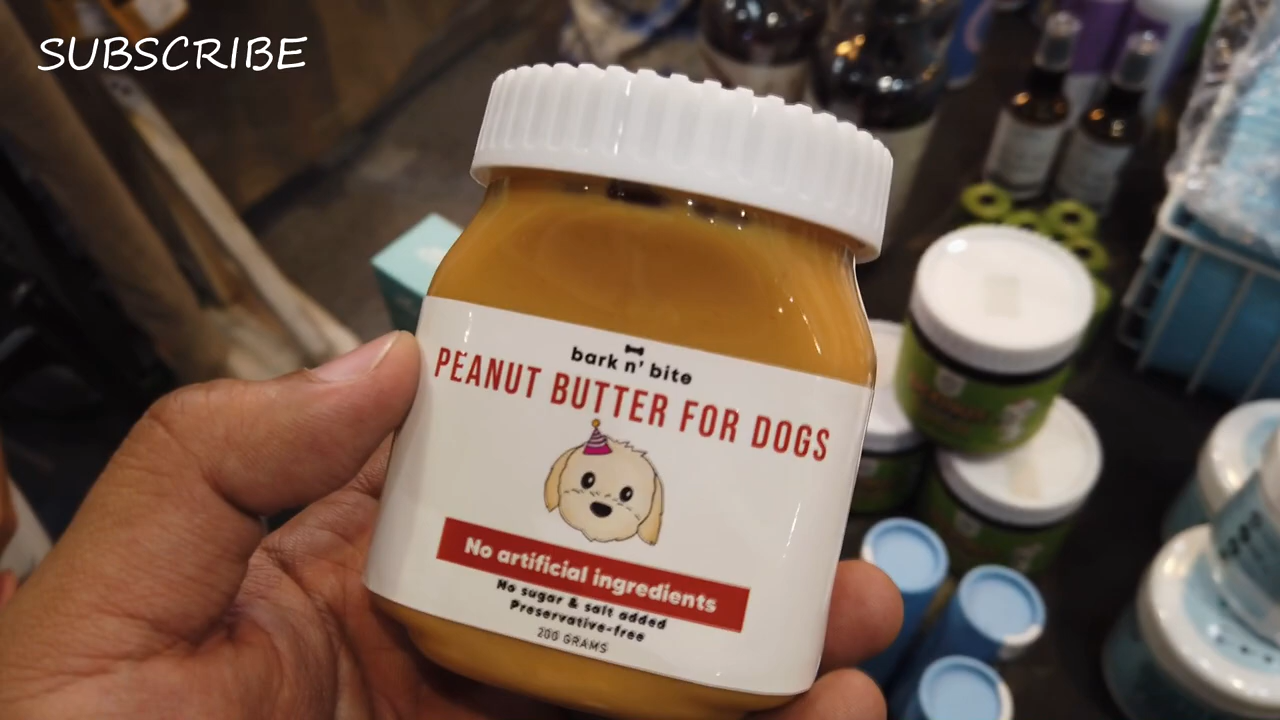 SUBSCRIBE
bark n' bite
PEANUT BUTTER FOR DOGS
No artificial ingredients
No sugar & salt added
Preservative-free
200 GRAMS